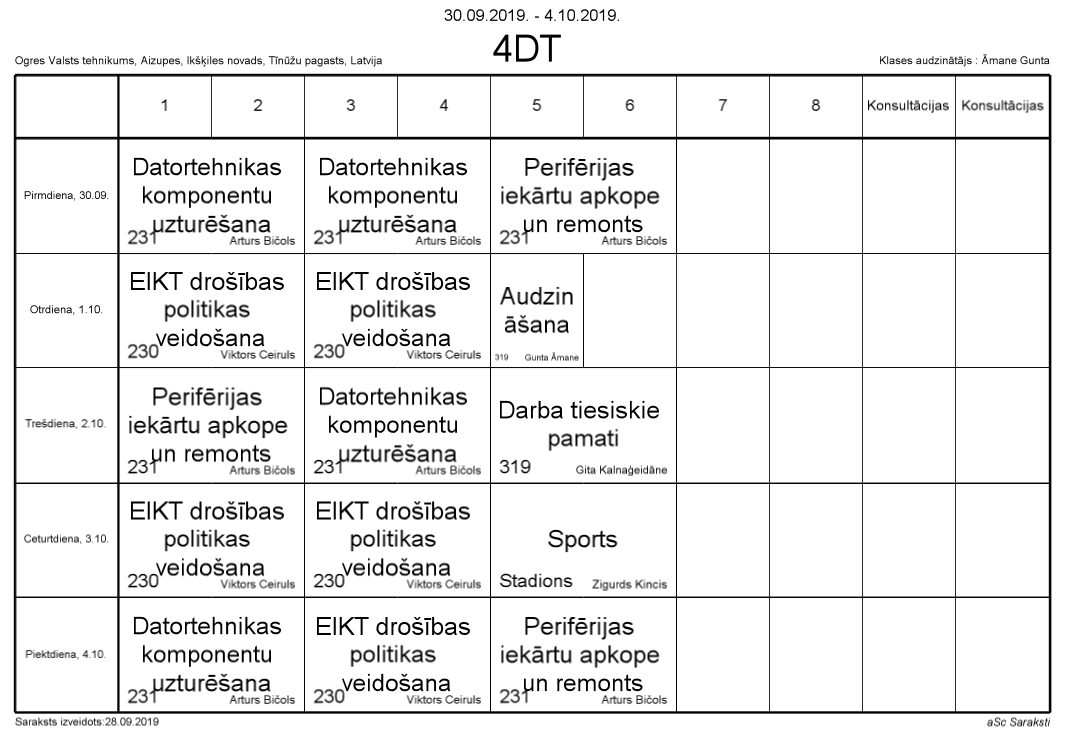 30.09.2019. - 4.10.2019.
4DT
Ogres Valsts tehnikums, Aizupes, Ikšķiles novads, Tīnūžu pagasts, Latvija
Klases audzinātājs : Āmane Gunta
1 2 3 4 5 6 7 8 Konsultācijas Konsultācijas
Pirmdiena, 30.09.
Datortehnikas
komponentu
uzturēšana
231 Arturs Bičols
Datortehnikas
komponentu
uzturēšana
231 Arturs Bičols
Perifērijas
iekārtu apkope
un remonts
231 Arturs Bičols
Otrdiena, 1.10.
EIKT drošības
politikas
veidošana
230 Viktors Ceiruls
EIKT drošības
politikas
veidošana
230 Viktors Ceiruls
Audzin
āšana
319 Gunta Āmane
Trešdiena, 2.10.
Perifērijas
iekārtu apkope
un remonts
231 Arturs Bičols
Datortehnikas
komponentu
uzturēšana
231 Arturs Bičols
Darba tiesiskie
pamati
319 Gita Kalnaģeidāne
Ceturtdiena, 3.10.
EIKT drošības
politikas
veidošana
230 Viktors Ceiruls
EIKT drošības
politikas
veidošana
230 Viktors Ceiruls
Sports
Stadions Zigurds Kincis
Piektdiena, 4.10.
Datortehnikas
komponentu
uzturēšana
231 Arturs Bičols
EIKT drošības
politikas
veidošana
230 Viktors Ceiruls
Perifērijas
iekārtu apkope
un remonts
231 Arturs Bičols
Saraksts izveidots:28.09.2019
aSc Saraksti